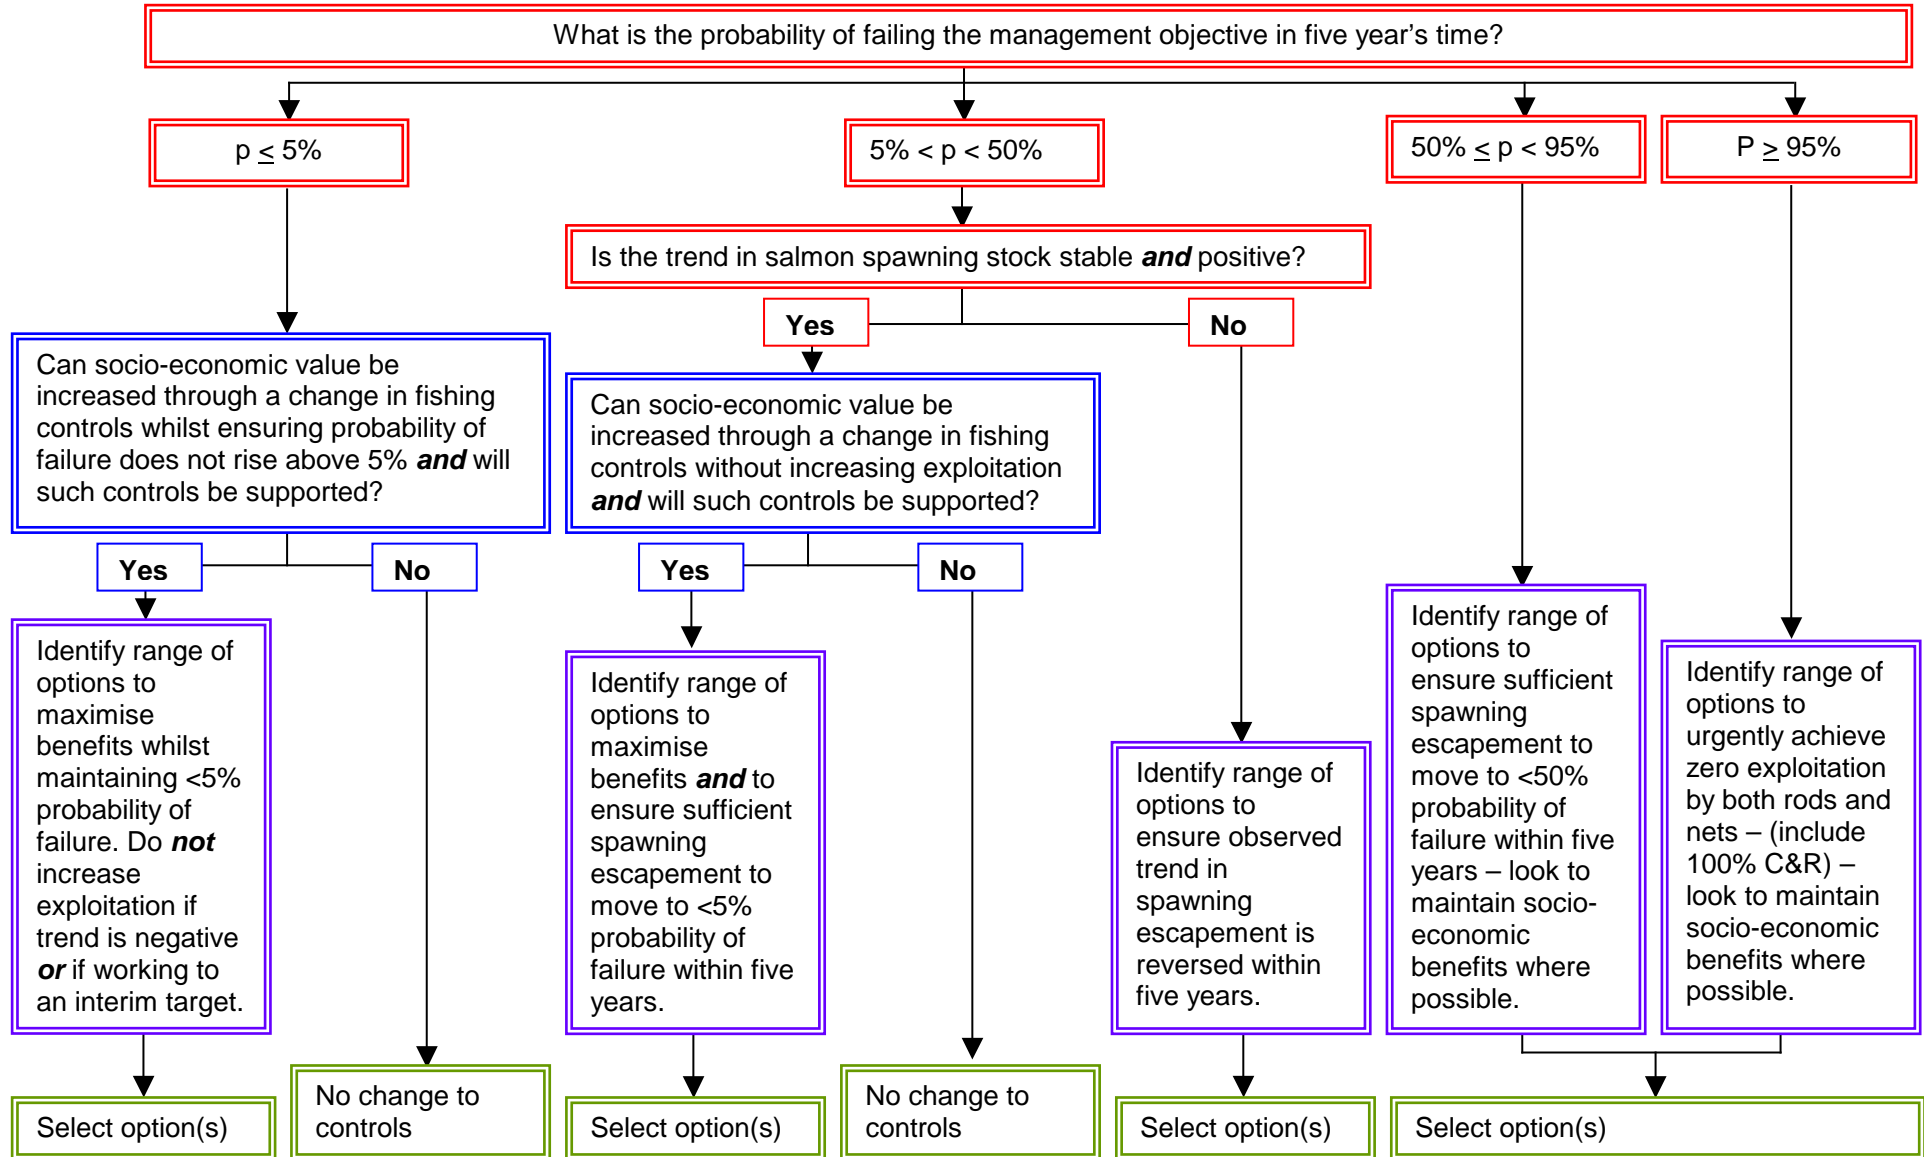 What is the probability of failing the management objective in five year's time?
p ≤ 5%
5% < p < 50%
50% ≤ p < 95%
P ≥ 95%
Is the trend in salmon spawning stock stable and positive?
Yes
No
Can socio-economic value be
increased through a change in fishing
controls whilst ensuring probability of
failure does not rise above 5% and will
such controls be supported?
Can socio-economic value be
increased through a change in fishing
controls without increasing exploitation
and will such controls be supported?
Yes
No
Yes
No
Identify range of
options to
maximise
benefits whilst
maintaining <5%
probability of
failure. Do not
increase
exploitation if
trend is negative
or if working to
an interim target.
Identify range of
options to
maximise
benefits and to
ensure sufficient
spawning
escapement to
move to <5%
probability of
failure within five
years.
Identify range of
options to
ensure observed
trend in
spawning
escapement is
reversed within
five years.
Identify range of
options to
ensure sufficient
spawning
escapement to
move to <50%
probability of
failure within five
years – look to
maintain socio-
economic
benefits where
possible.
Identify range of
options to
urgently achieve
zero exploitation
by both rods and
nets – (include
100% C&R) –
look to maintain
socio-economic
benefits where
possible.
Select option(s)
No change to
controls
Select option(s)
No change to
controls
Select option(s)
Select option(s)